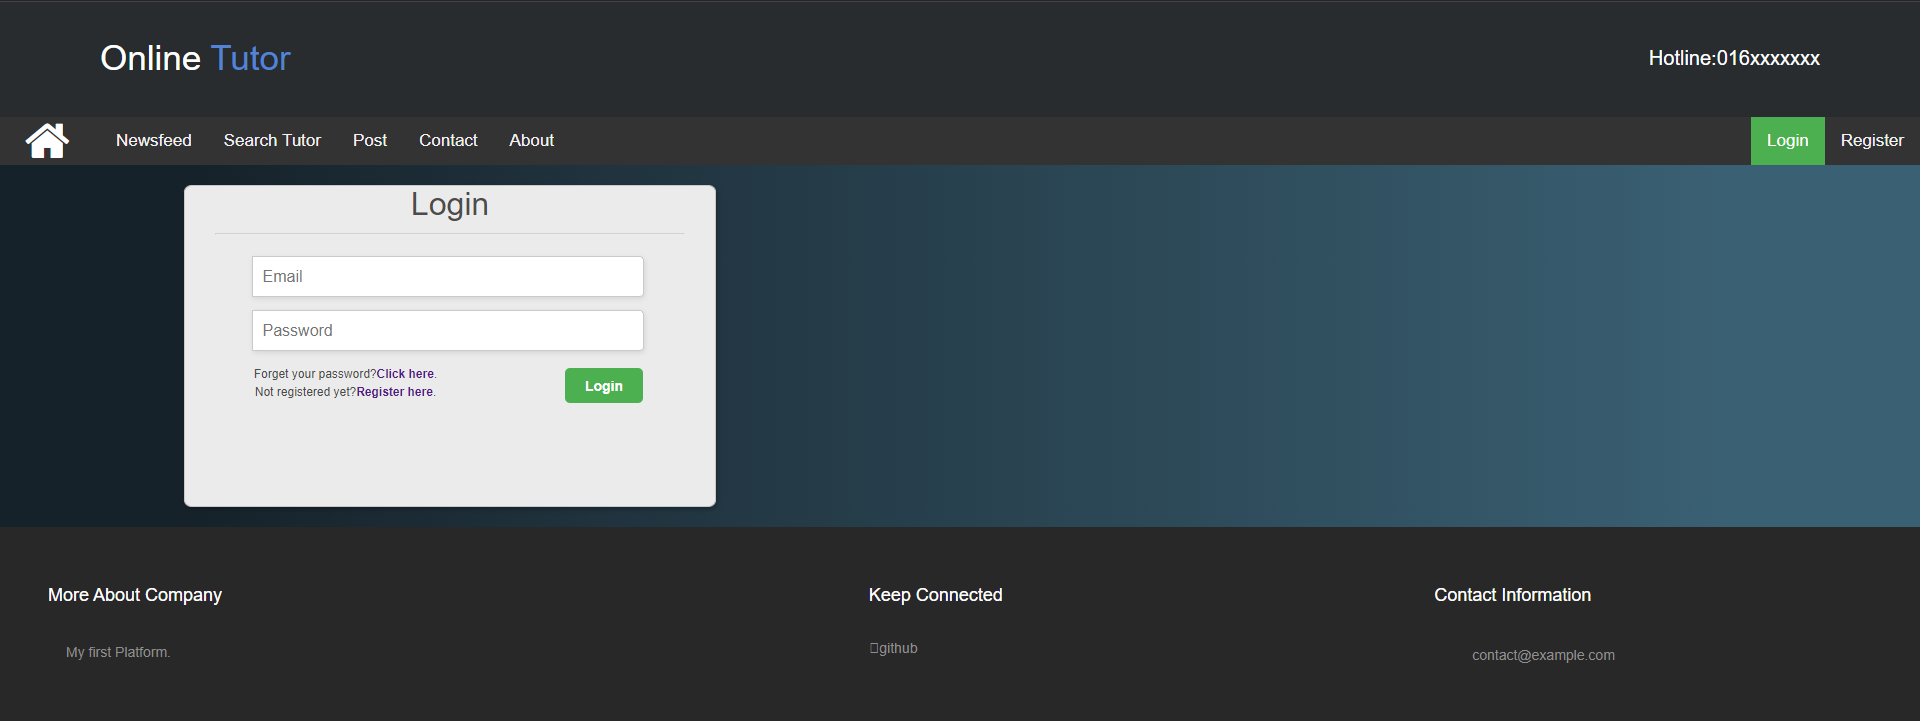 Online Tutor
Hotline:016xxxxxxx
Newsfeed Search Tutor Post Contact About Login Register
Login
Email
Password
Forget your password?Click here.
Not registered yet?Register here.
Login
More About Company
My first Platform.
Keep Connected
github
Contact Information
contact@example.com